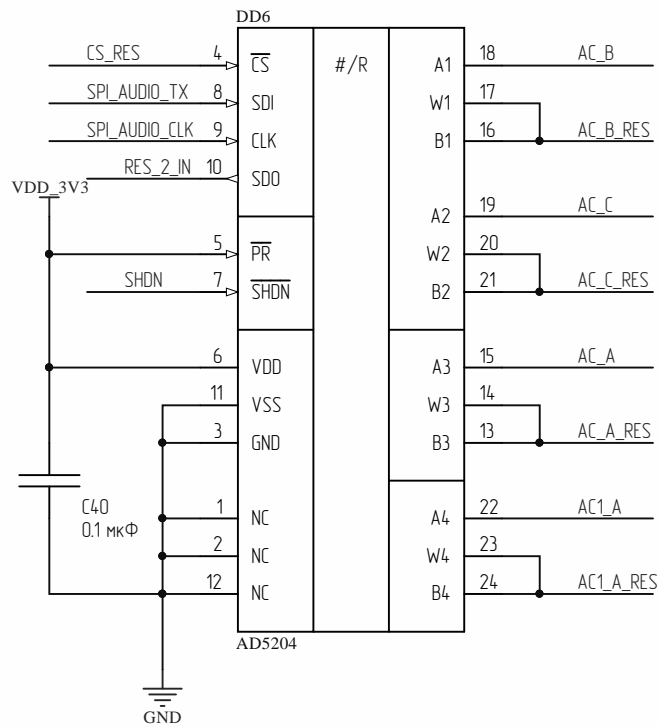 DD6
CS_RES 4 CS #/R A1 18 AC_B
SPI_AUDIO_TX 8 SDI W1 17
SPI_AUDIO_CLK 9 CLK B1 16 AC_B_RES
RES_2_IN 10 SDO
VDD_3V3
A2 19 AC_C
5 PR W2 20
SHDN 7 SHDN B2 21 AC_C_RES
6 VDD A3 15 AC_A
11 VSS W3 14
3 GND B3 13 AC_A_RES
C40
0.1 мкФ
1 NC A4 22 AC1_A
2 NC W4 23
12 NC B4 24 AC1_A_RES
AD5204
GND